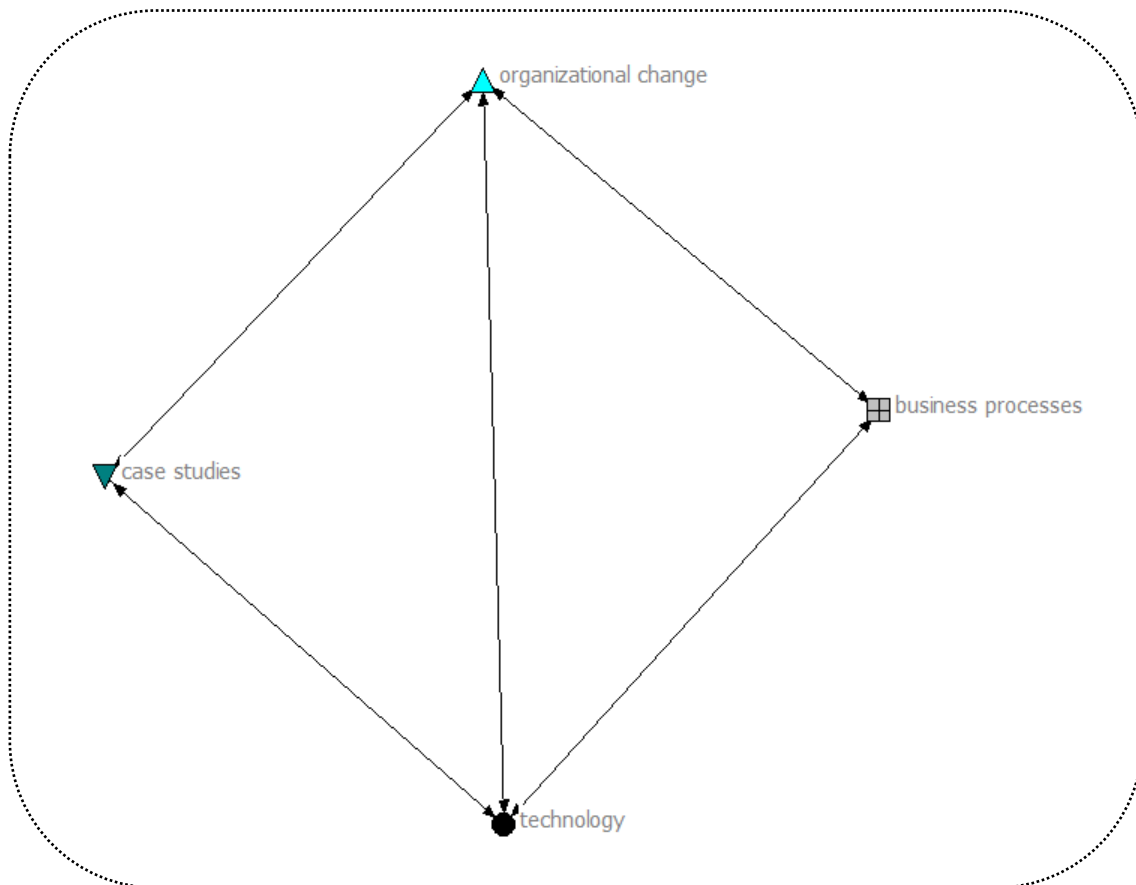 organizational change
business processes
case studies
technology